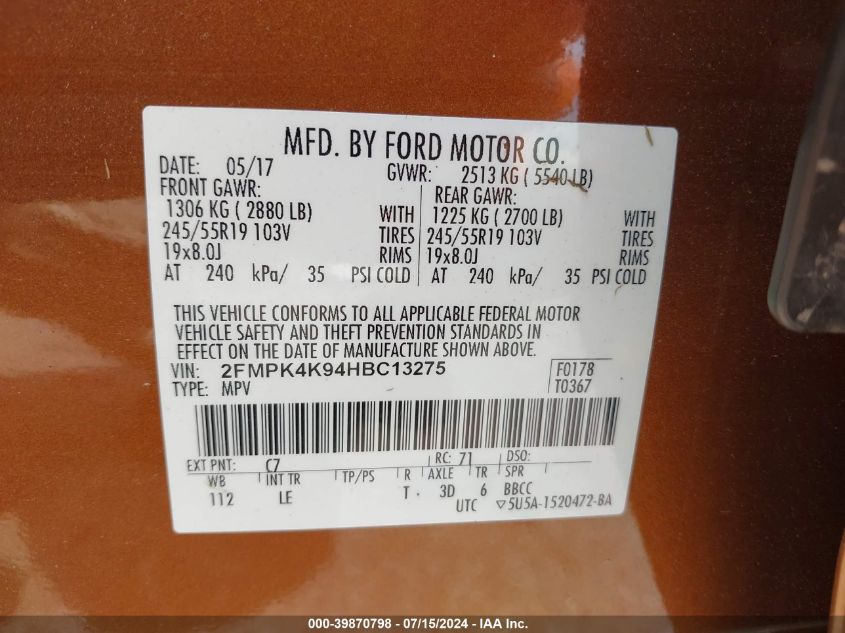 MFD. BY FORD MOTOR CO.
DATE: 05/17 GVWR: 2513 KG ( 5540 LB)
FRONT GAWR: REAR GAWR:
1306 KG ( 2880 LB) WITH 1225 KG ( 2700 LB) WITH
245/55R19 103V TIRES 245/55R19 103V TIRES
19x8.0J RIMS 19x8.0J RIMS
AT 240 kPa/ 35 PSI COLD AT 240 kPa/ 35 PSI COLD
THIS VEHICLE CONFORMS TO ALL APPLICABLE FEDERAL MOTOR
VEHICLE SAFETY AND THEFT PREVENTION STANDARDS IN
EFFECT ON THE DATE OF MANUFACTURE SHOWN ABOVE.
VIN: 2FMPK4K94HBC13275 F0178
TYPE: MPV T0367
EXT PNT: C7 RC: 71 DSO:
WB INT TR TP/PS R AXLE TR SPR
112 LE T . 3D 6 BBCC
UTC ▽5U5A-1520472-BA
000-39870798 - 07/15/2024 - IAA Inc.